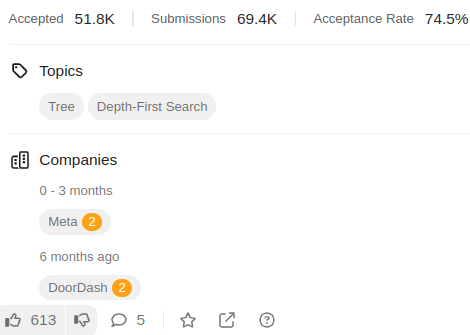 Accepted 51.8K Submissions 69.4K Acceptance Rate 74.5%
Topics
Tree Depth-First Search
Companies
0 - 3 months
Meta 2
6 months ago
DoorDash 2
613 5